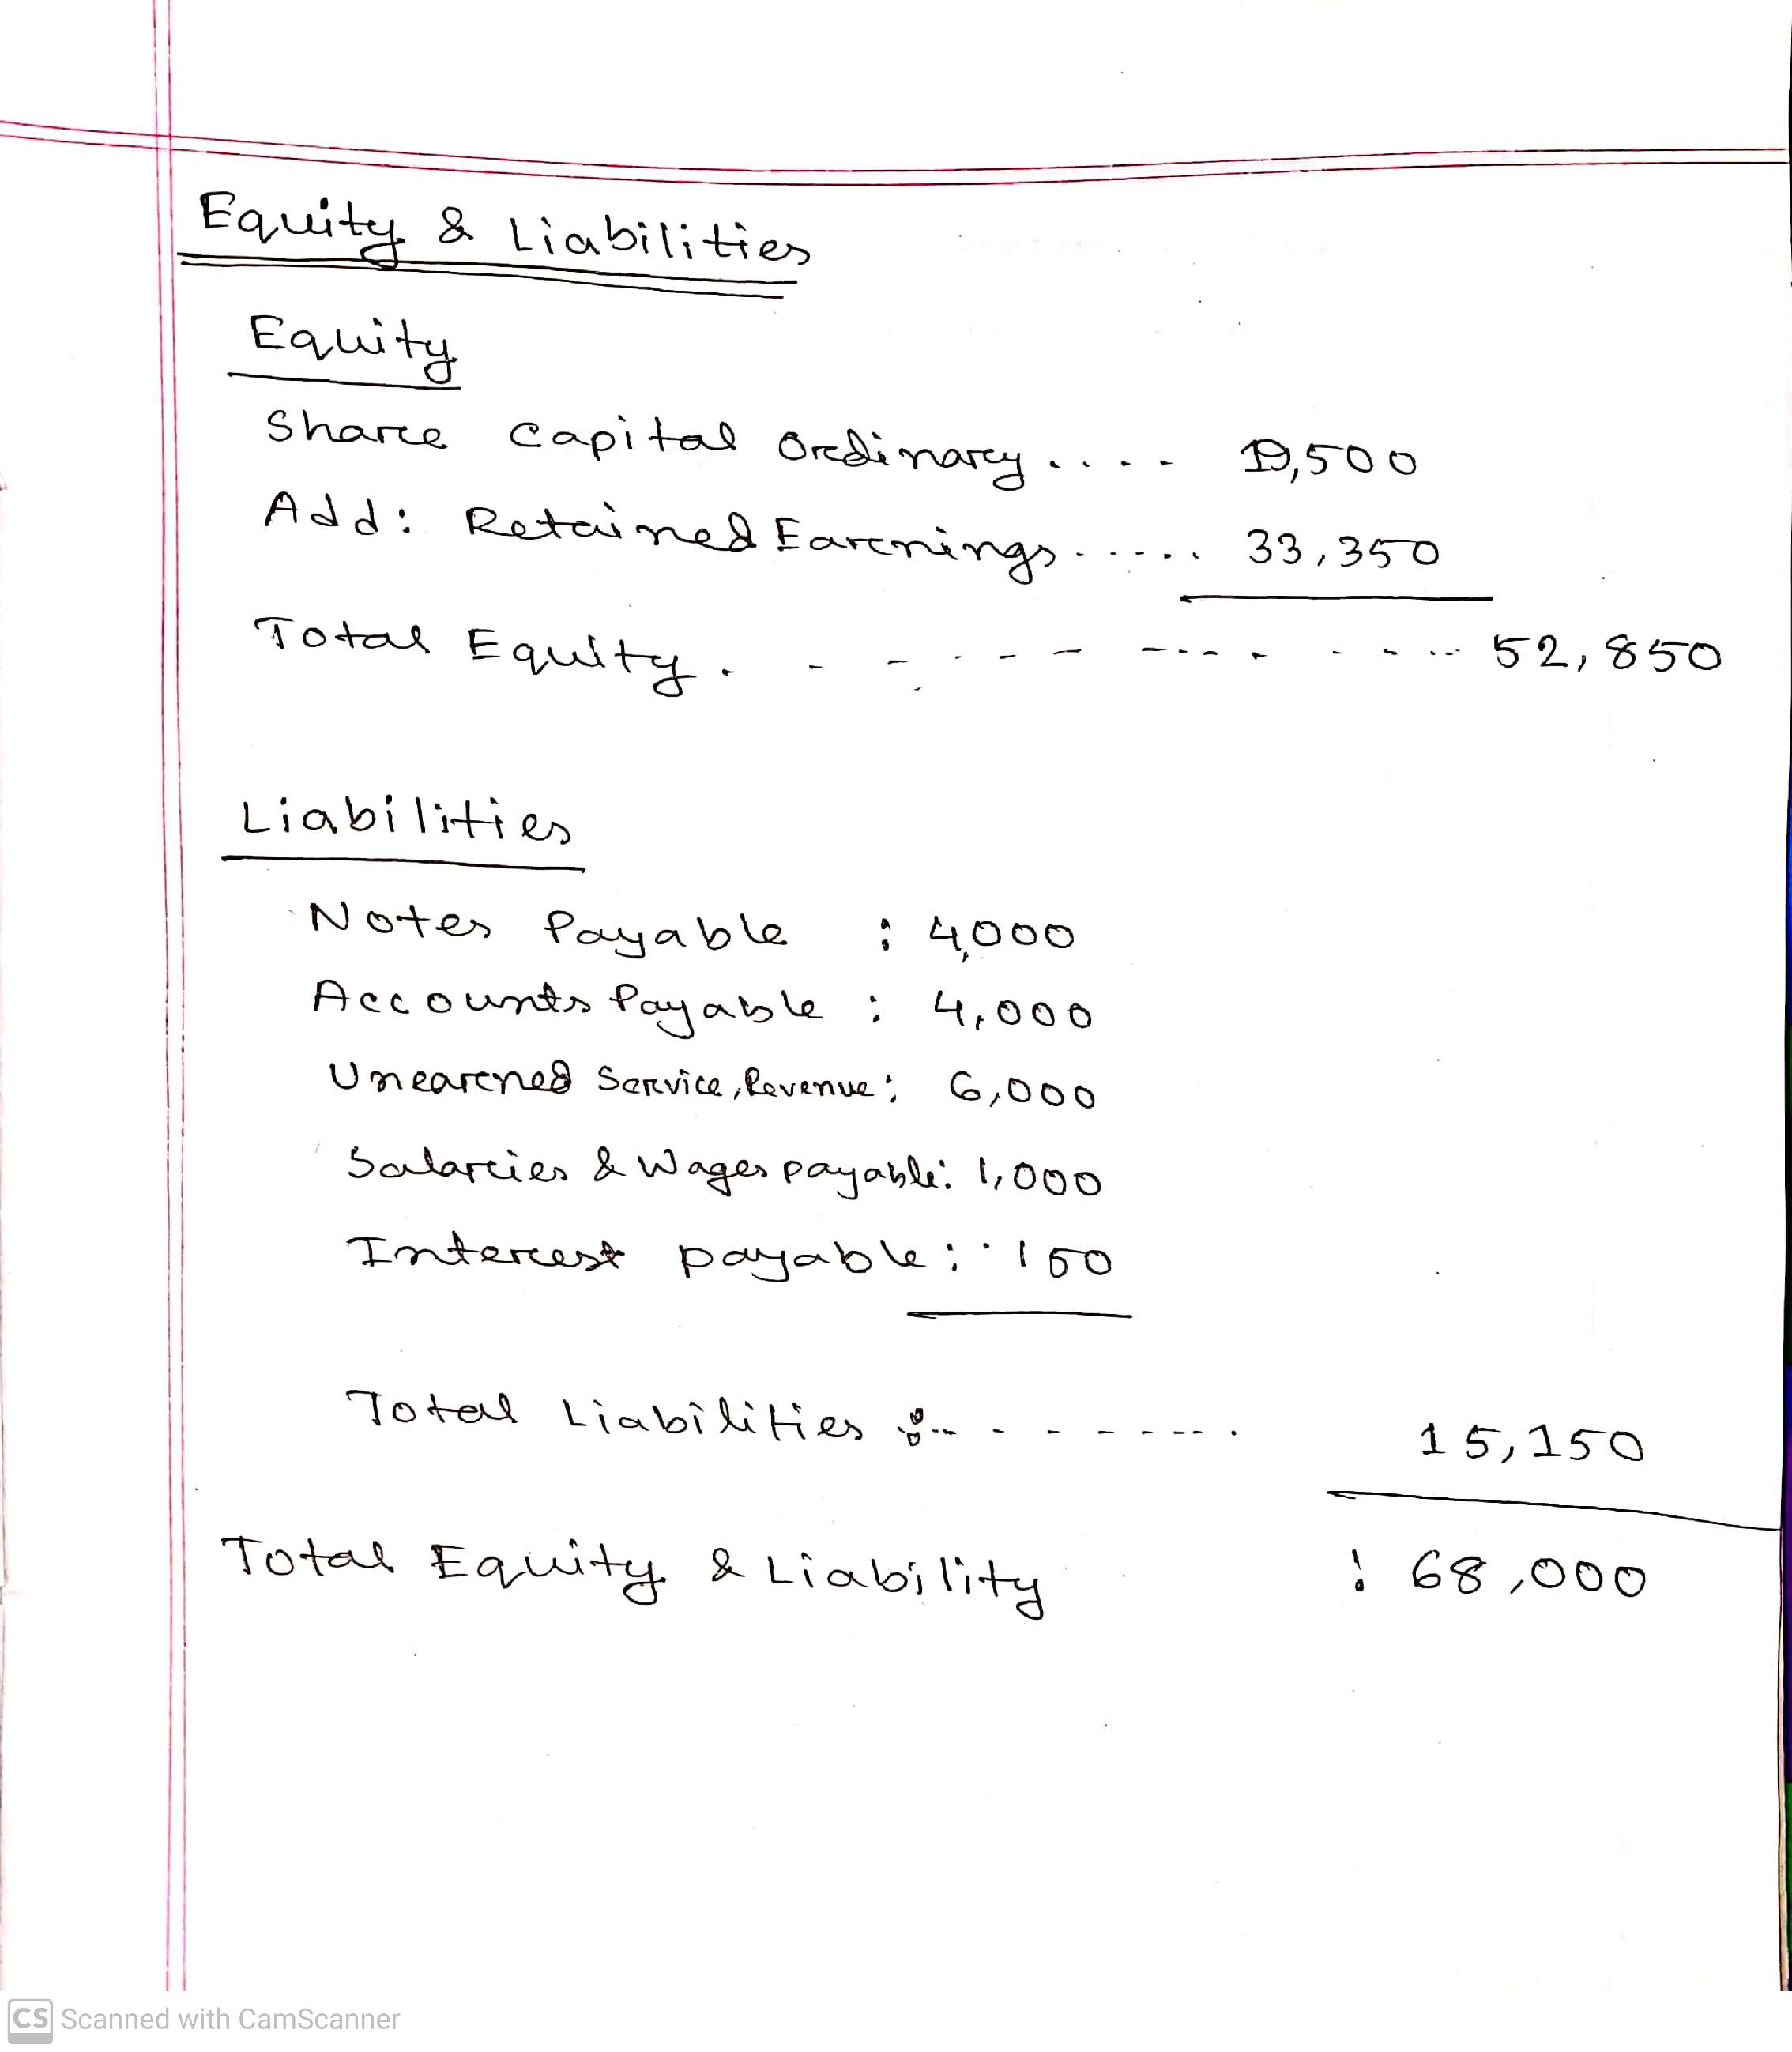 Equity & Liabilities
Equity
Share Capital Ordinary .... 19,500
Add: Retained Earnings ..... 33,350
Total Equity. - - - - - - - - - - - - - ... 52,850
Liabilities
Notes Payable : 4,000
Accounts Payable : 4,000
Unearned Service, Revenue: 6,000
Salaries & Wages payable: 1,000
Interest payable: 150
Total Liabilities :.. - - - - - - - . 15,150
Total Equity & Liability : 68,000
CS Scanned with CamScanner